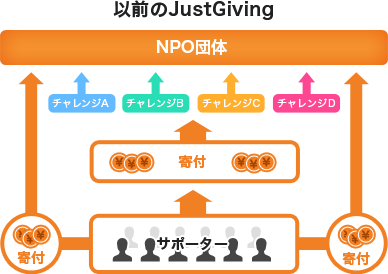 以前のJustGiving
NPO団体
チャレンジA
チャレンジB
チャレンジC
チャレンジD
¥ ¥ ¥ 寄付 ¥ ¥ ¥
¥ ¥ ¥
寄付
サポーター
¥ ¥ ¥
寄付